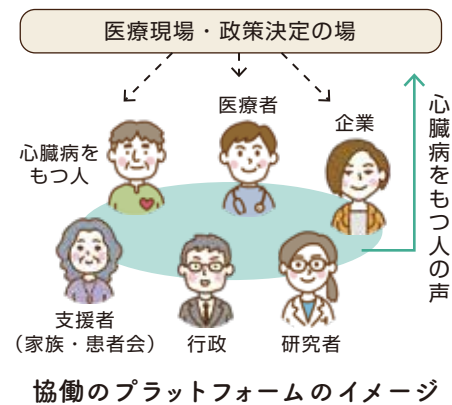 医療現場・政策決定の場
医療者
企業
心臓病を
もつ人
心臓病をもつ人の声
支援者
（家族・患者会）
行政
研究者
協働のプラットフォームのイメージ